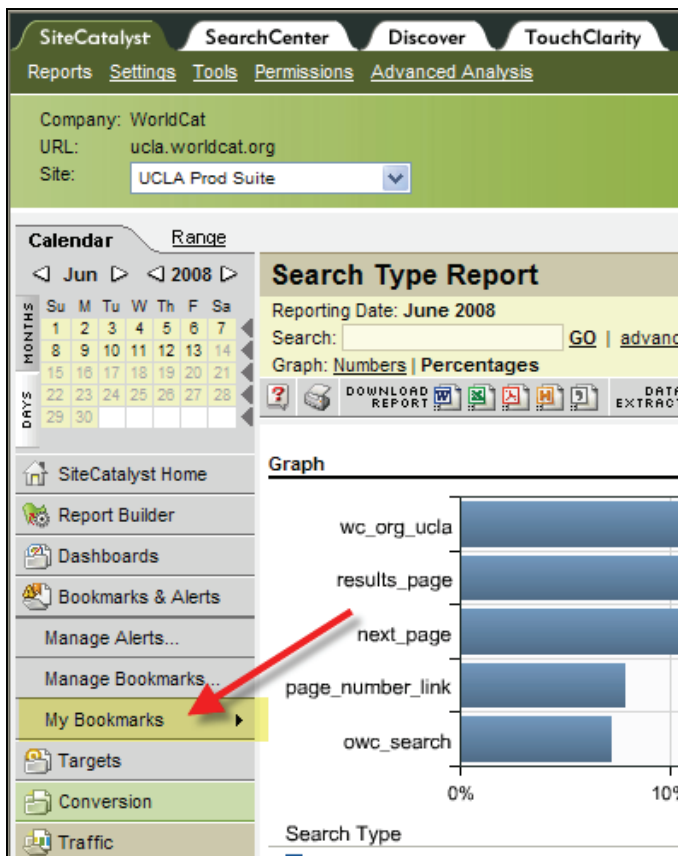 SiteCatalyst SearchCenter Discover TouchClarity
Reports Settings Tools Permissions Advanced Analysis
Company: WorldCat
URL: ucla.worldcat.org
Site: UCLA Prod Suite
Calendar Range
Jun 2008
Su M Tu W Th F Sa
1 2 3 4 5 6 7
8 9 10 11 12 13 14
15 16 17 18 19 20 21
22 23 24 25 26 27 28
29 30
MONTHS
DAYS
Search Type Report
Reporting Date: June 2008
Search: GO | advanc
Graph: Numbers | Percentages
DOWNLOAD REPORT DATA EXTRACT
SiteCatalyst Home
Report Builder
Dashboards
Bookmarks & Alerts
Manage Alerts...
Manage Bookmarks...
My Bookmarks
Targets
Conversion
Traffic
Graph
wc_org_ucla
results_page
next_page
page_number_link
owc_search
0% 10%
Search Type